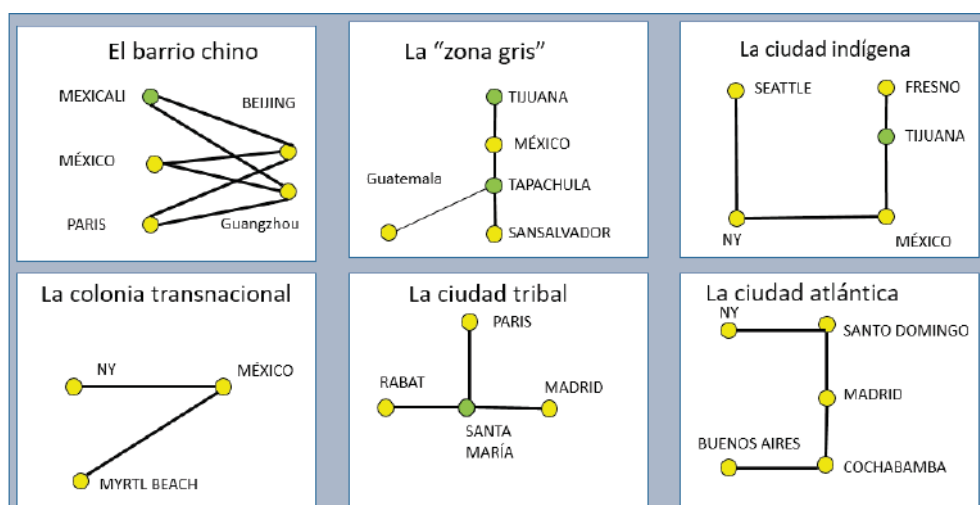 El barrio chino
MEXICALI
BEIJING
MÉXICO
PARIS
Guangzhou
La “zona gris”
TIJUANA
MÉXICO
Guatemala
TAPACHULA
SANSALVADOR
La ciudad indígena
SEATTLE
FRESNO
TIJUANA
NY
MÉXICO
La colonia transnacional
NY
MÉXICO
MYRTL BEACH
La ciudad tribal
PARIS
RABAT
MADRID
SANTA
MARÍA
La ciudad atlántica
NY
SANTO DOMINGO
MADRID
BUENOS AIRES
COCHABAMBA